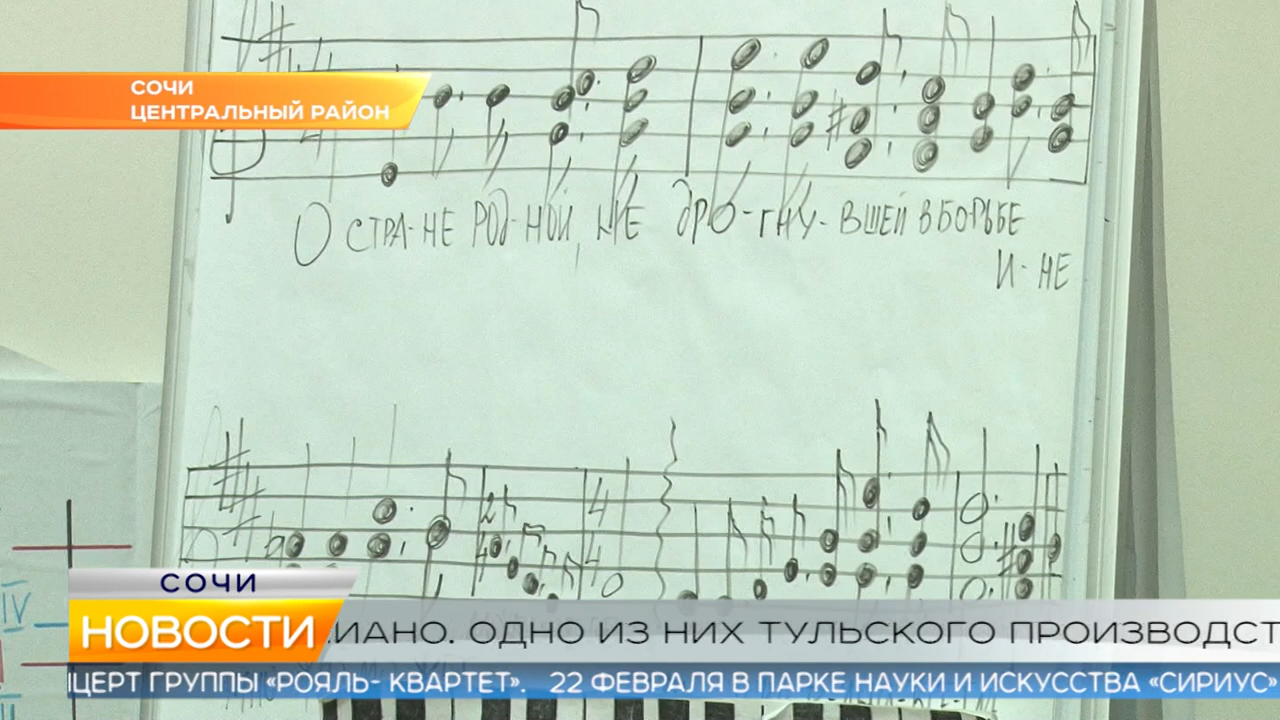 СОЧИ
ЦЕНТРАЛЬНЫЙ РАЙОН
О СТРА-НЕ РОД-НОЙ, НЕ ДРО-ГНУ-ВШЕЙ В БОРЬБЕ
И-НЕ
IV
СОЧИ
НОВОСТИ
ИАНО. ОДНО ИЗ НИХ ТУЛЬСКОГО ПРОИЗВОДСТ
ЦЕРТ ГРУППЫ «РОЯЛЬ- КВАРТЕТ». 22 ФЕВРАЛЯ В ПАРКЕ НАУКИ И ИСКУССТВА «СИРИУС»